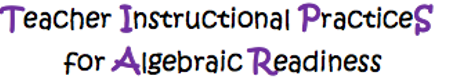 Teacher Instructional PracticeS
for Algebraic Readiness